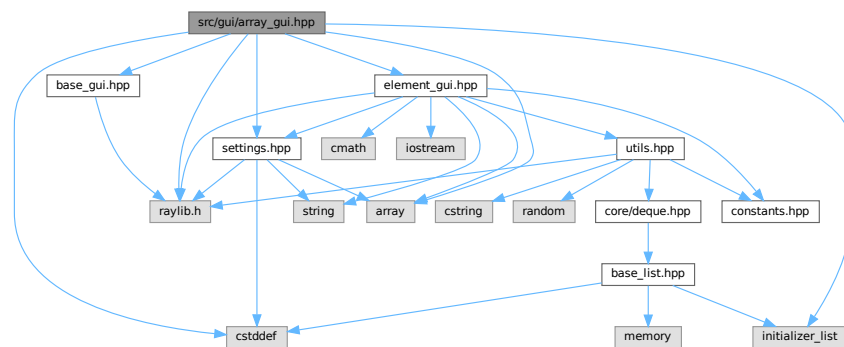 src/gui/array_gui.hpp
base_gui.hpp
element_gui.hpp
settings.hpp
cmath
iostream
utils.hpp
raylib.h
string
array
cstring
random
core/deque.hpp
constants.hpp
base_list.hpp
cstddef
memory
initializer_list